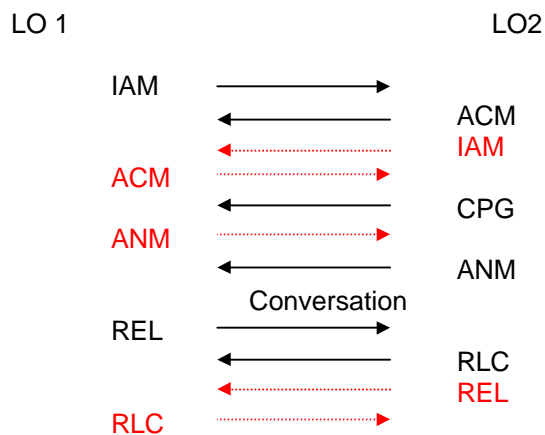 LO 1 LO2
IAM
ACM
IAM
ACM
CPG
ANM
ANM
Conversation
REL
RLC
REL
RLC